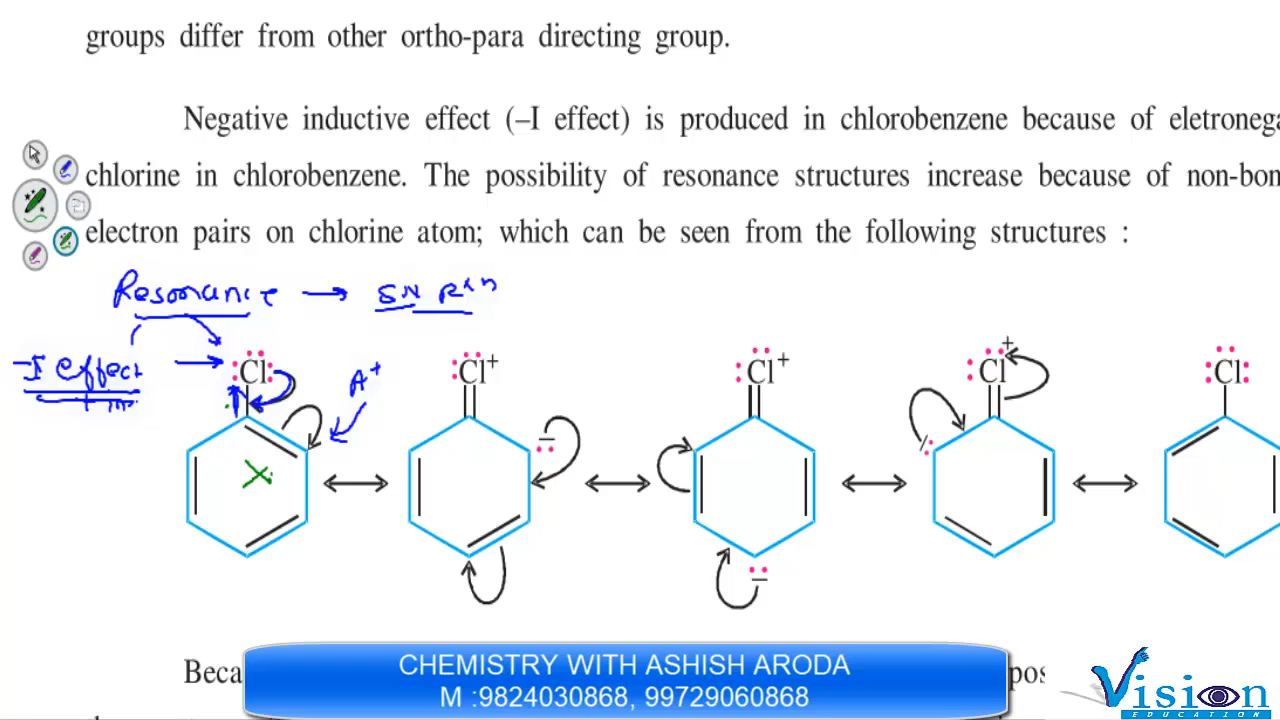 groups differ from other ortho-para directing group.
Negative inductive effect (–I effect) is produced in chlorobenzene because of eletronega
chlorine in chlorobenzene. The possibility of resonance structures increase because of non-bon
electron pairs on chlorine atom; which can be seen from the following structures :
Resonance → SN Rxn
–I effect →
:Cl:
A+
:Cl+
:Cl+
:Cl+
:Cl:
Beca
pos
CHEMISTRY WITH ASHISH ARODA
M :9824030868, 99729060868
Vision
EDUCATION